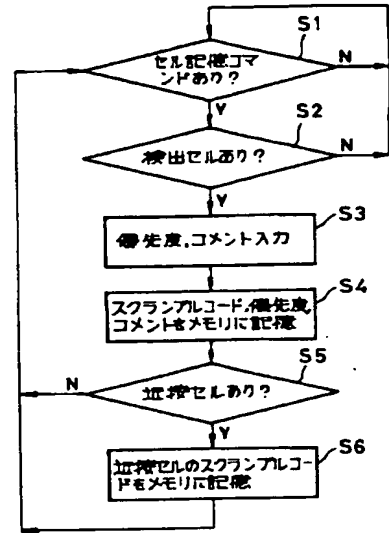 S1
セル記憶コマ
ンドあり?
N
Y
S2
検出セルあり?
N
Y
S3
優先度,コメント入力
S4
スクランブルコード,優先度,
コメントをメモリに記憶
S5
N
近接セルあり?
Y
S6
近接セルのスクランブルコー
ドをメモリに記憶